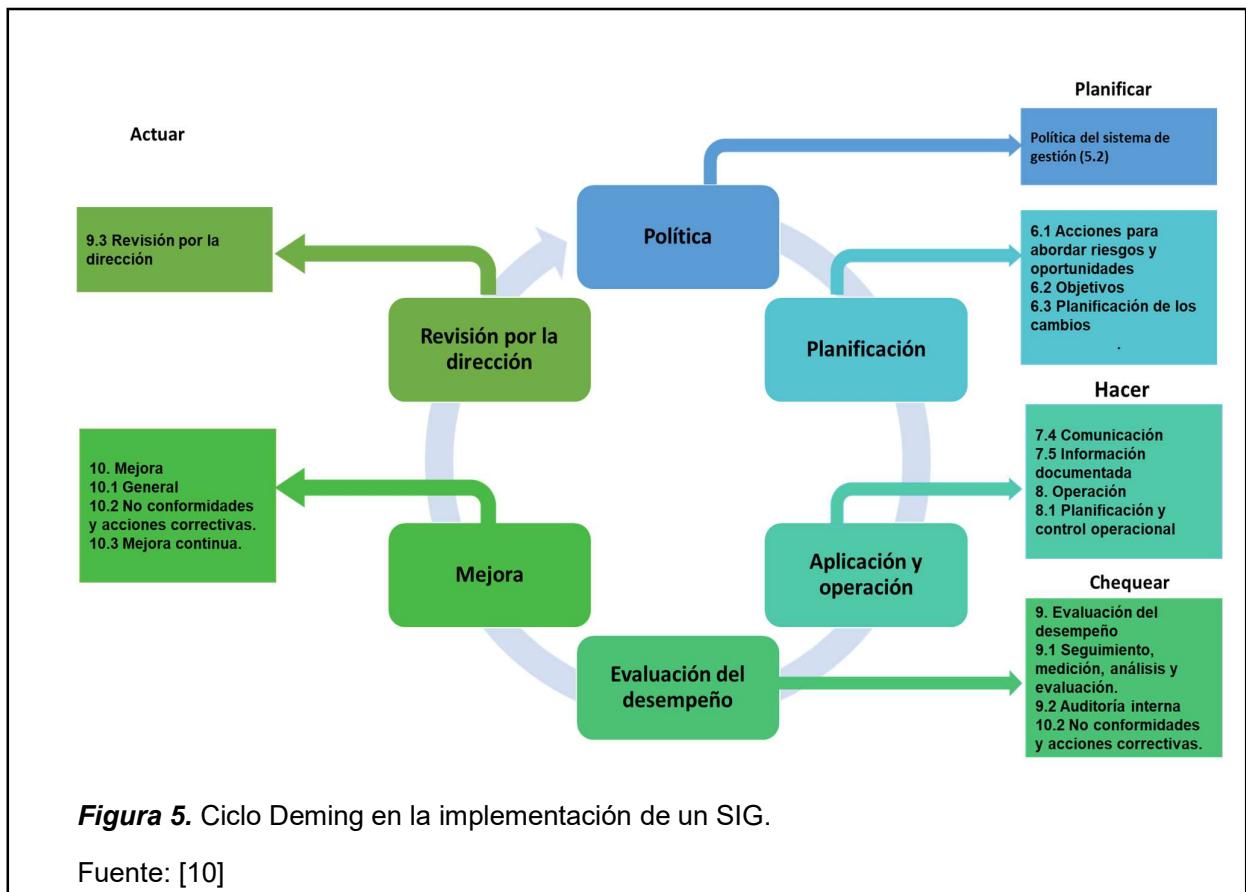 Planificar
Actuar
Política del sistema de
gestión (5.2)
Política
9.3 Revisión por la
dirección
6.1 Acciones para
abordar riesgos y
oportunidades
6.2 Objetivos
6.3 Planificación de los
cambios
.
Revisión por la
dirección
Planificación
Hacer
7.4 Comunicación
7.5 Información
documentada
8. Operación
8.1 Planificación y
control operacional
10. Mejora
10.1 General
10.2 No conformidades
y acciones correctivas.
10.3 Mejora continua.
Mejora
Aplicación y
operación
Chequear
9. Evaluación del
desempeño
9.1 Seguimiento,
medición, análisis y
evaluación.
9.2 Auditoría interna
10.2 No conformidades
y acciones correctivas.
Evaluación del
desempeño
Figura 5. Ciclo Deming en la implementación de un SIG.
Fuente: [10]